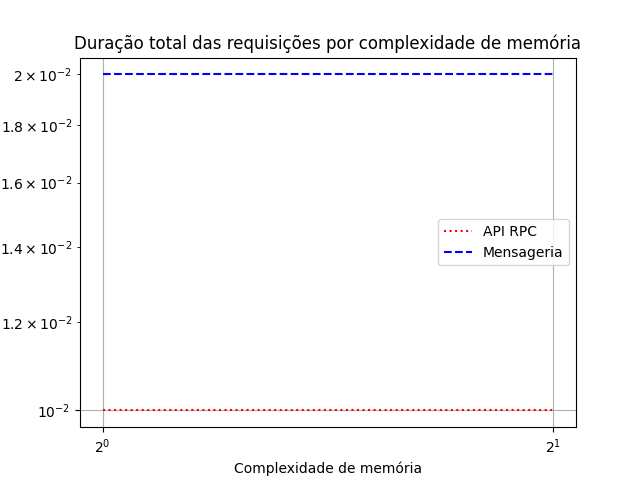 Duração total das requisições por complexidade de memória
2 × 10⁻²
1.8 × 10⁻²
1.6 × 10⁻²
1.4 × 10⁻²
1.2 × 10⁻²
10⁻²
API RPC
Mensageria
2⁰
2¹
Complexidade de memória